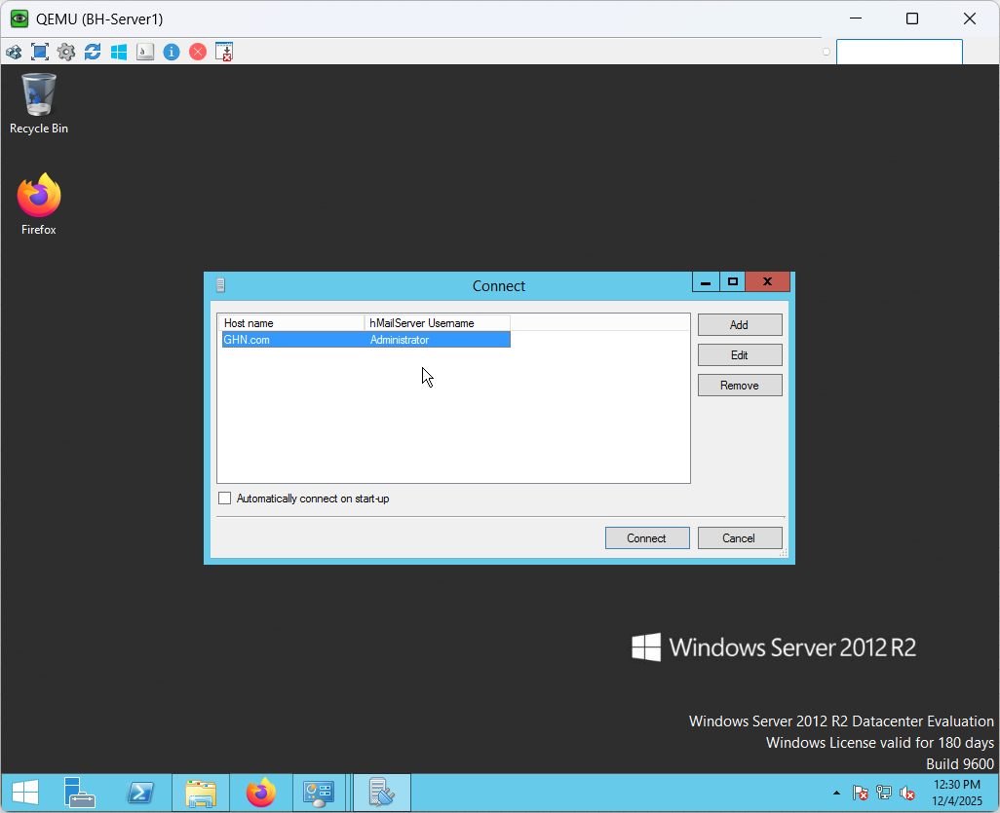 QEMU (BH-Server1)
Recycle Bin
Firefox
Connect
Host name hMailServer Username
GHN.com Administrator
Add
Edit
Remove
Automatically connect on start-up
Connect Cancel
Windows Server 2012 R2
Windows Server 2012 R2 Datacenter Evaluation
Windows License valid for 180 days
Build 9600
12:30 PM
12/4/2025